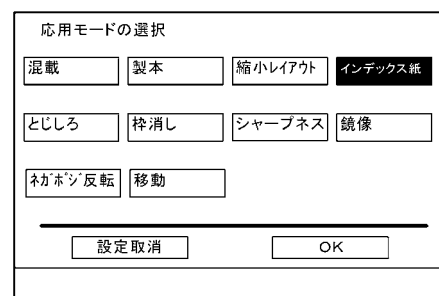 応用モードの選択
混載 製本 縮小レイアウト インデックス紙
とじしろ 枠消し シャープネス 鏡像
ネガポジ反転 移動
設定取消 OK